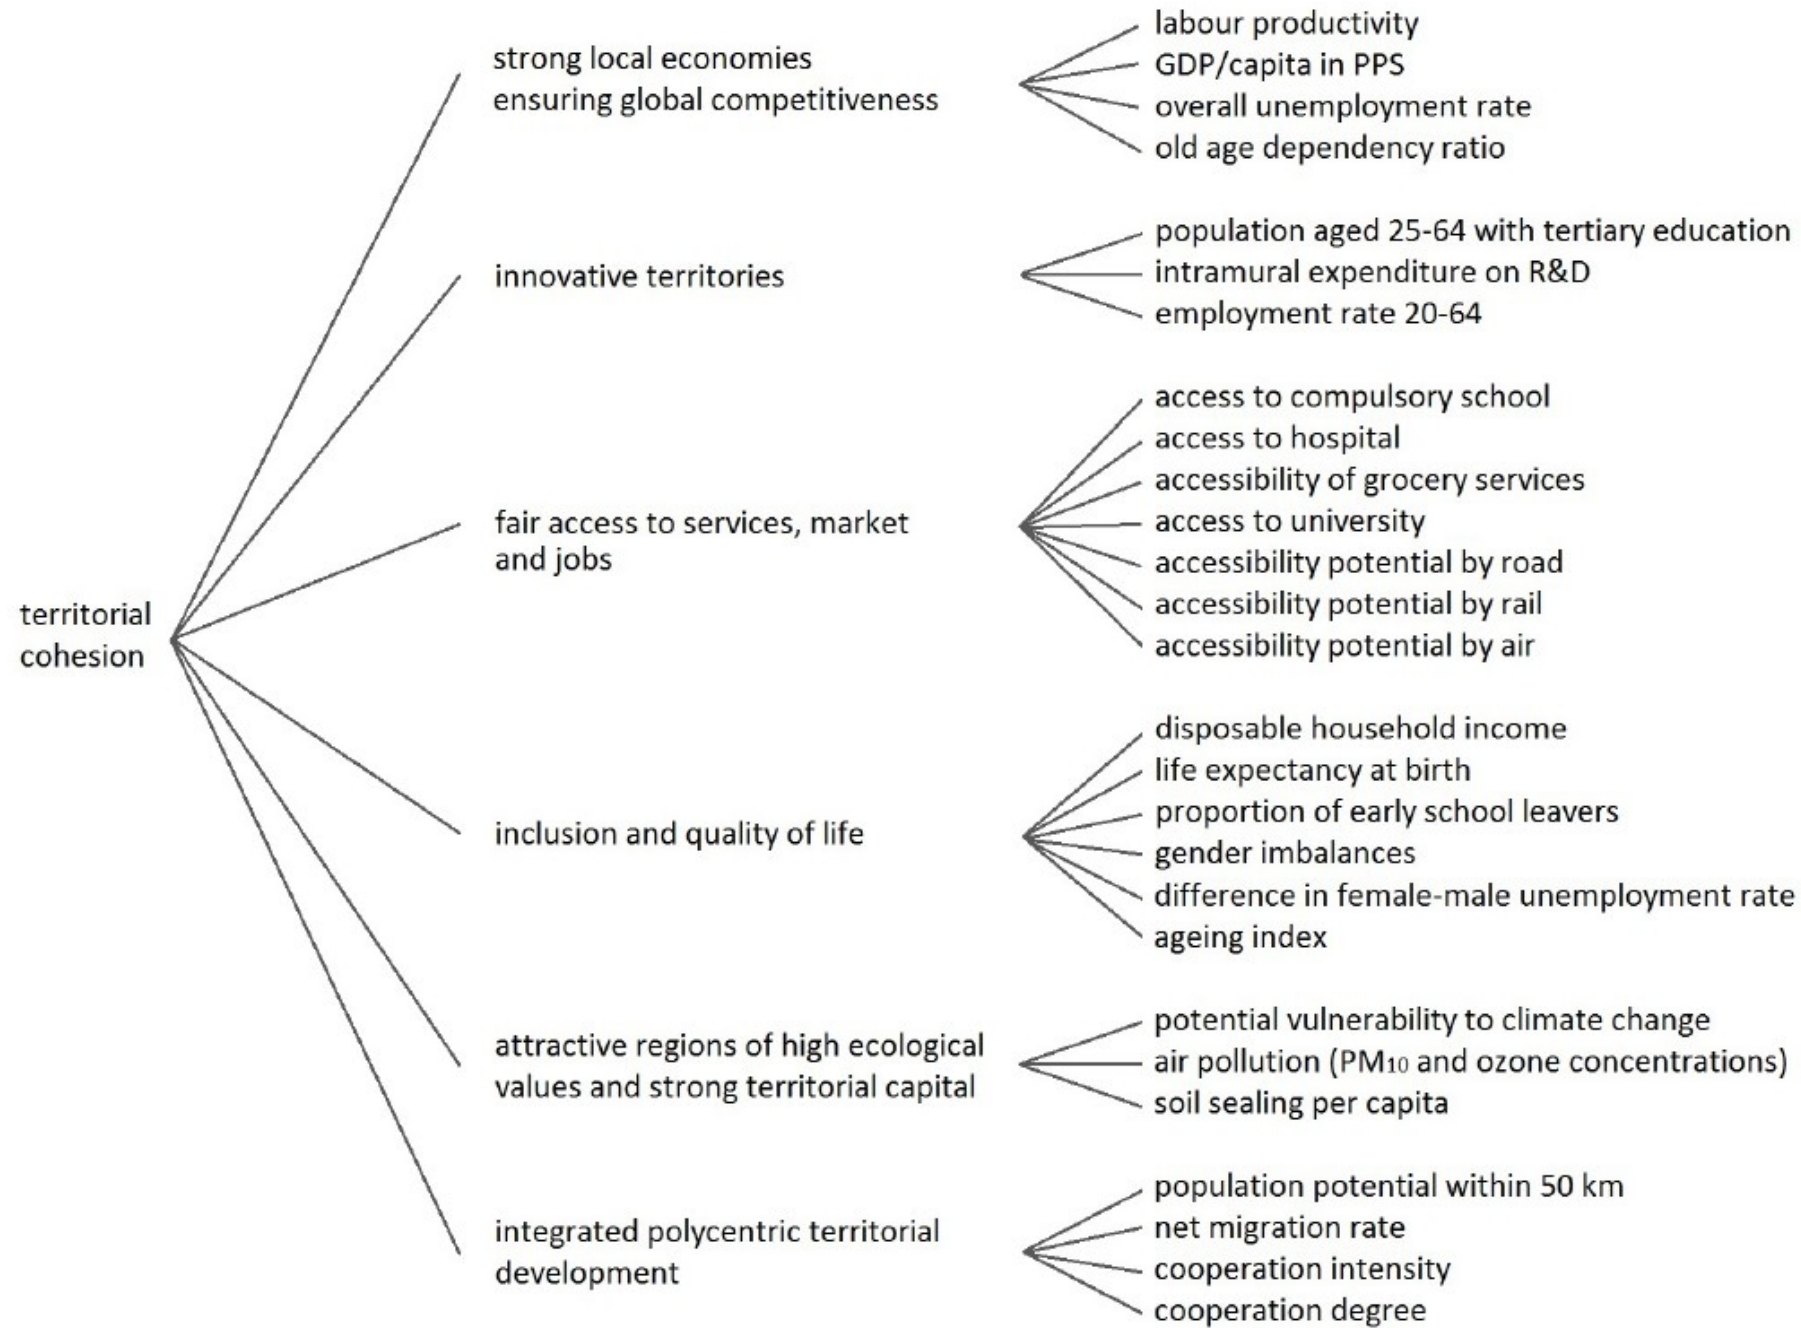 territorial
cohesion
strong local economies
ensuring global competitiveness
labour productivity
GDP/capita in PPS
overall unemployment rate
old age dependency ratio
innovative territories
population aged 25-64 with tertiary education
intramural expenditure on R&D
employment rate 20-64
fair access to services, market
and jobs
access to compulsory school
access to hospital
accessibility of grocery services
access to university
accessibility potential by road
accessibility potential by rail
accessibility potential by air
inclusion and quality of life
disposable household income
life expectancy at birth
proportion of early school leavers
gender imbalances
difference in female-male unemployment rate
ageing index
attractive regions of high ecological
values and strong territorial capital
potential vulnerability to climate change
air pollution (PM₁₀ and ozone concentrations)
soil sealing per capita
integrated polycentric territorial
development
population potential within 50 km
net migration rate
cooperation intensity
cooperation degree